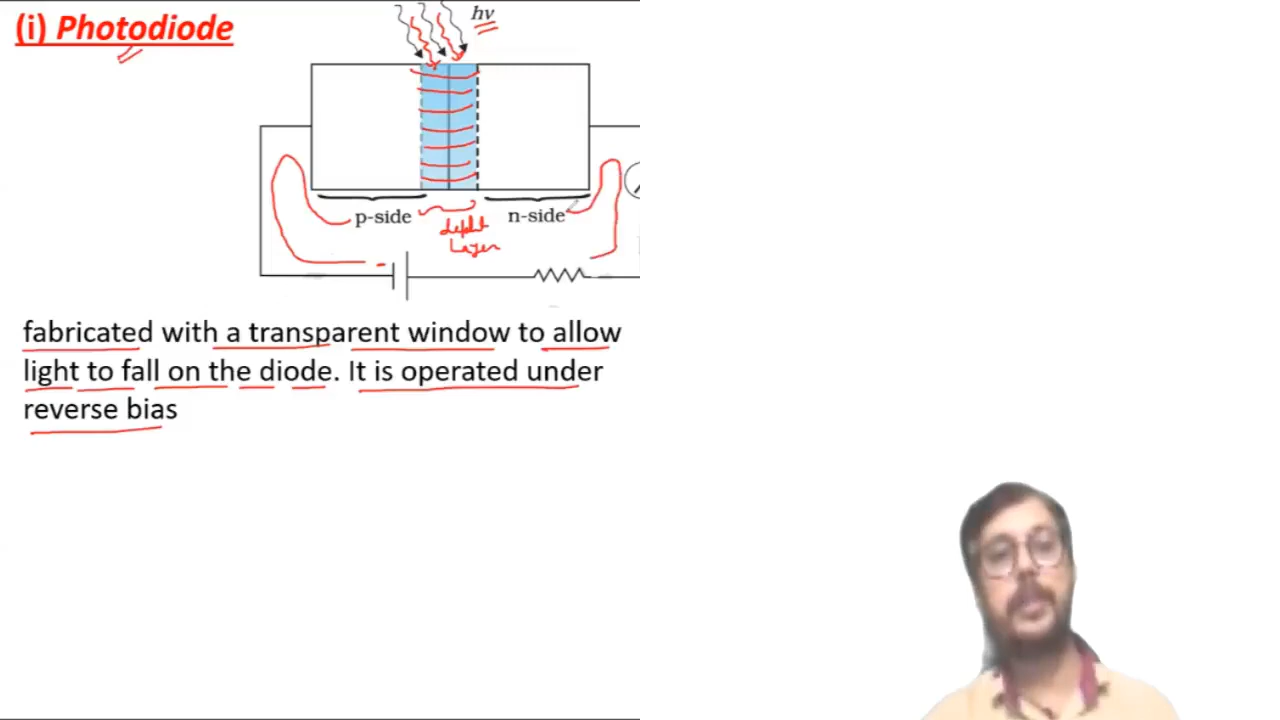 (i) Photodiode
hν
p-side
n-side
Layer
fabricated with a transparent window to allow
light to fall on the diode. It is operated under
reverse bias